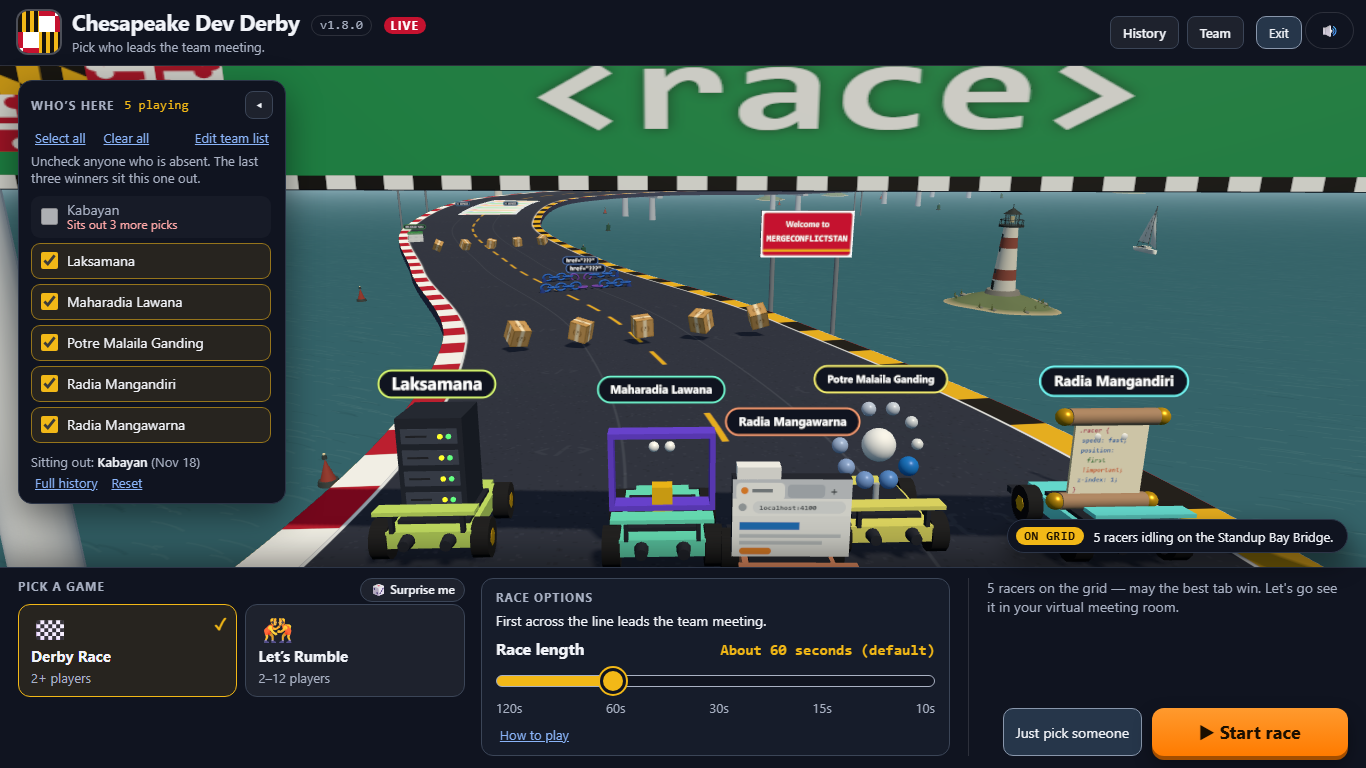 Chesapeake Dev Derby v1.8.0 LIVE
Pick who leads the team meeting.
History Team Exit
WHO'S HERE 5 playing
Select all Clear all Edit team list
Uncheck anyone who is absent. The last
three winners sit this one out.
Kabayan
Sits out 3 more picks
Laksamana
Maharadia Lawana
Potre Malaila Ganding
Radia Mangandiri
Radia Mangawarna
Sitting out: Kabayan (Nov 18)
Full history Reset
<race>
Welcome to
MERGECONFLICTSTAN
href="???"
href="???"
Laksamana
Maharadia Lawana
Potre Malaila Ganding
Radia Mangawarna
Radia Mangandiri
localhost:4100
.racer {
speed: fast;
position:
first
!important;
z-index: 1;
}
ON GRID 5 racers idling on the Standup Bay Bridge.
PICK A GAME
Surprise me
Derby Race
2+ players
Let's Rumble
2–12 players
RACE OPTIONS
First across the line leads the team meeting.
Race length About 60 seconds (default)
120s 60s 30s 15s 10s
How to play
5 racers on the grid — may the best tab win. Let's go see
it in your virtual meeting room.
Just pick someone
Start race